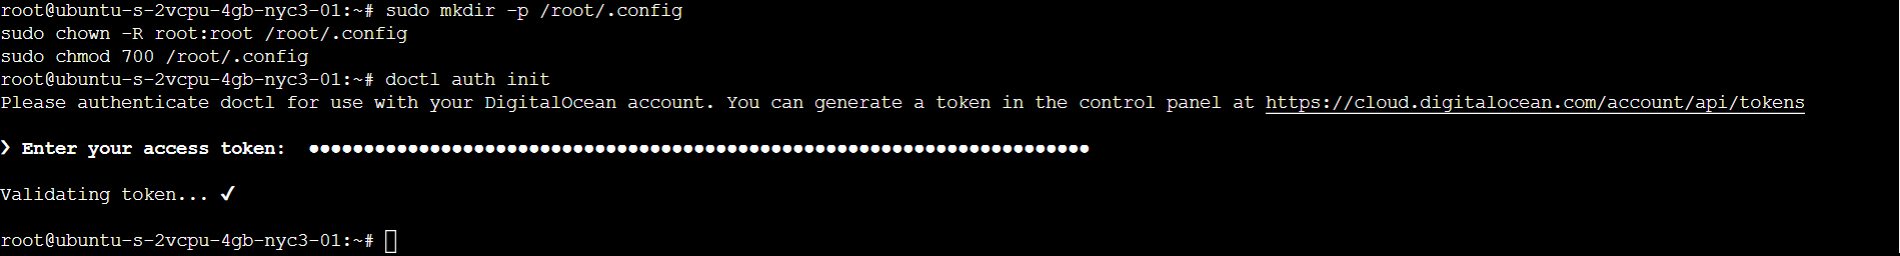 root@ubuntu-s-2vcpu-4gb-nyc3-01:~# sudo mkdir -p /root/.config
sudo chown -R root:root /root/.config
sudo chmod 700 /root/.config
root@ubuntu-s-2vcpu-4gb-nyc3-01:~# doctl auth init
Please authenticate doctl for use with your DigitalOcean account. You can generate a token in the control panel at https://cloud.digitalocean.com/account/api/tokens
❯ Enter your access token:  ●●●●●●●●●●●●●●●●●●●●●●●●●●●●●●●●●●●●●●●●●●●●●●●●●●●●●●●●●●●●●●●●●●●●●●●
Validating token... ✔
root@ubuntu-s-2vcpu-4gb-nyc3-01:~#